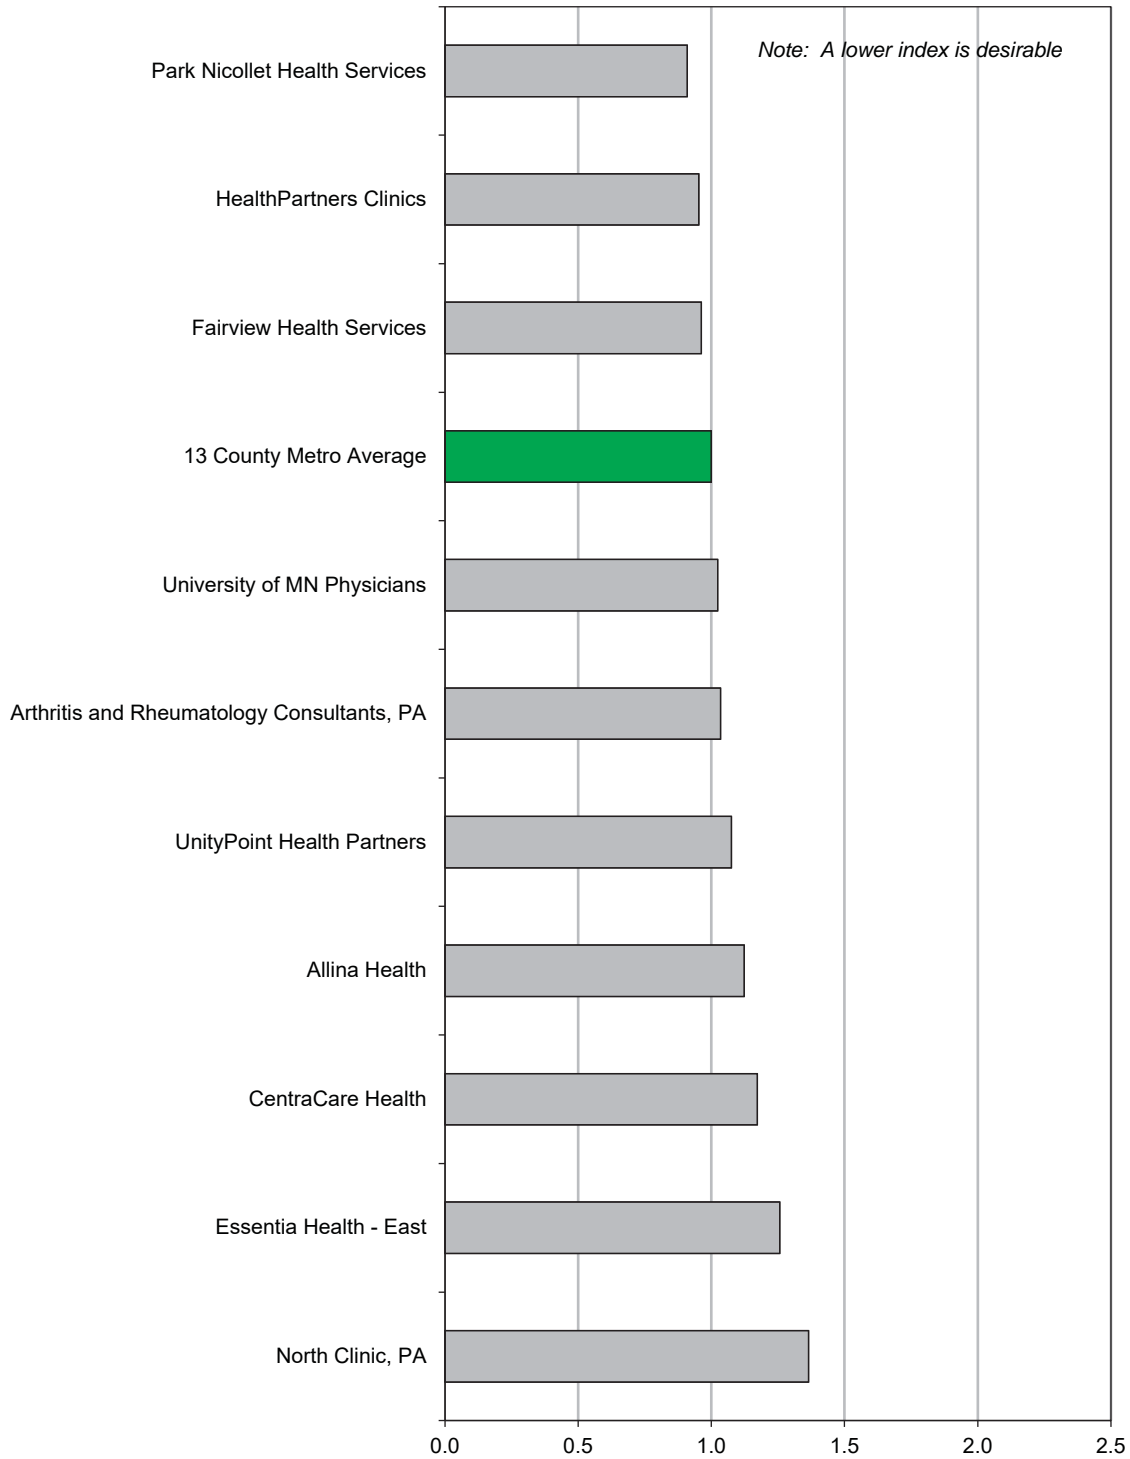 Note: A lower index is desirable
Park Nicollet Health Services
HealthPartners Clinics
Fairview Health Services
13 County Metro Average
University of MN Physicians
Arthritis and Rheumatology Consultants, PA
UnityPoint Health Partners
Allina Health
CentraCare Health
Essentia Health - East
North Clinic, PA
0.0 0.5 1.0 1.5 2.0 2.5